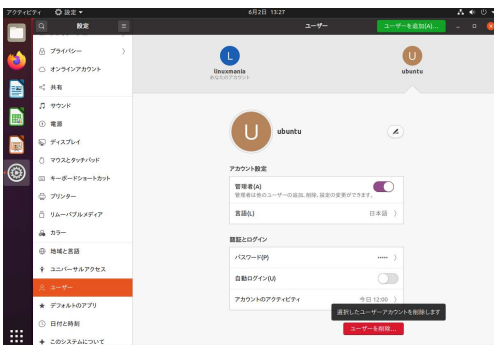 アクティビティ
設定
6月2日 13:27
設定
ユーザー
ユーザーを追加(A)...
プライバシー
オンラインアカウント
共有
サウンド
電源
ディスプレイ
マウスとタッチパッド
キーボードショートカット
プリンター
リムーバブルメディア
カラー
地域と言語
ユニバーサルアクセス
ユーザー
デフォルトのアプリ
日付と時刻
このシステムについて
L
linuxmania
あなたのアカウント
U
ubuntu
U
ubuntu
アカウント設定
管理者(A)
管理者は他のユーザーの追加、削除、設定の変更ができます。
言語(L)
日本語
認証とログイン
パスワード(P)
•••••
自動ログイン(U)
アカウントのアクティビティ
今日 12:00
選択したユーザーアカウントを削除します
ユーザーを削除...